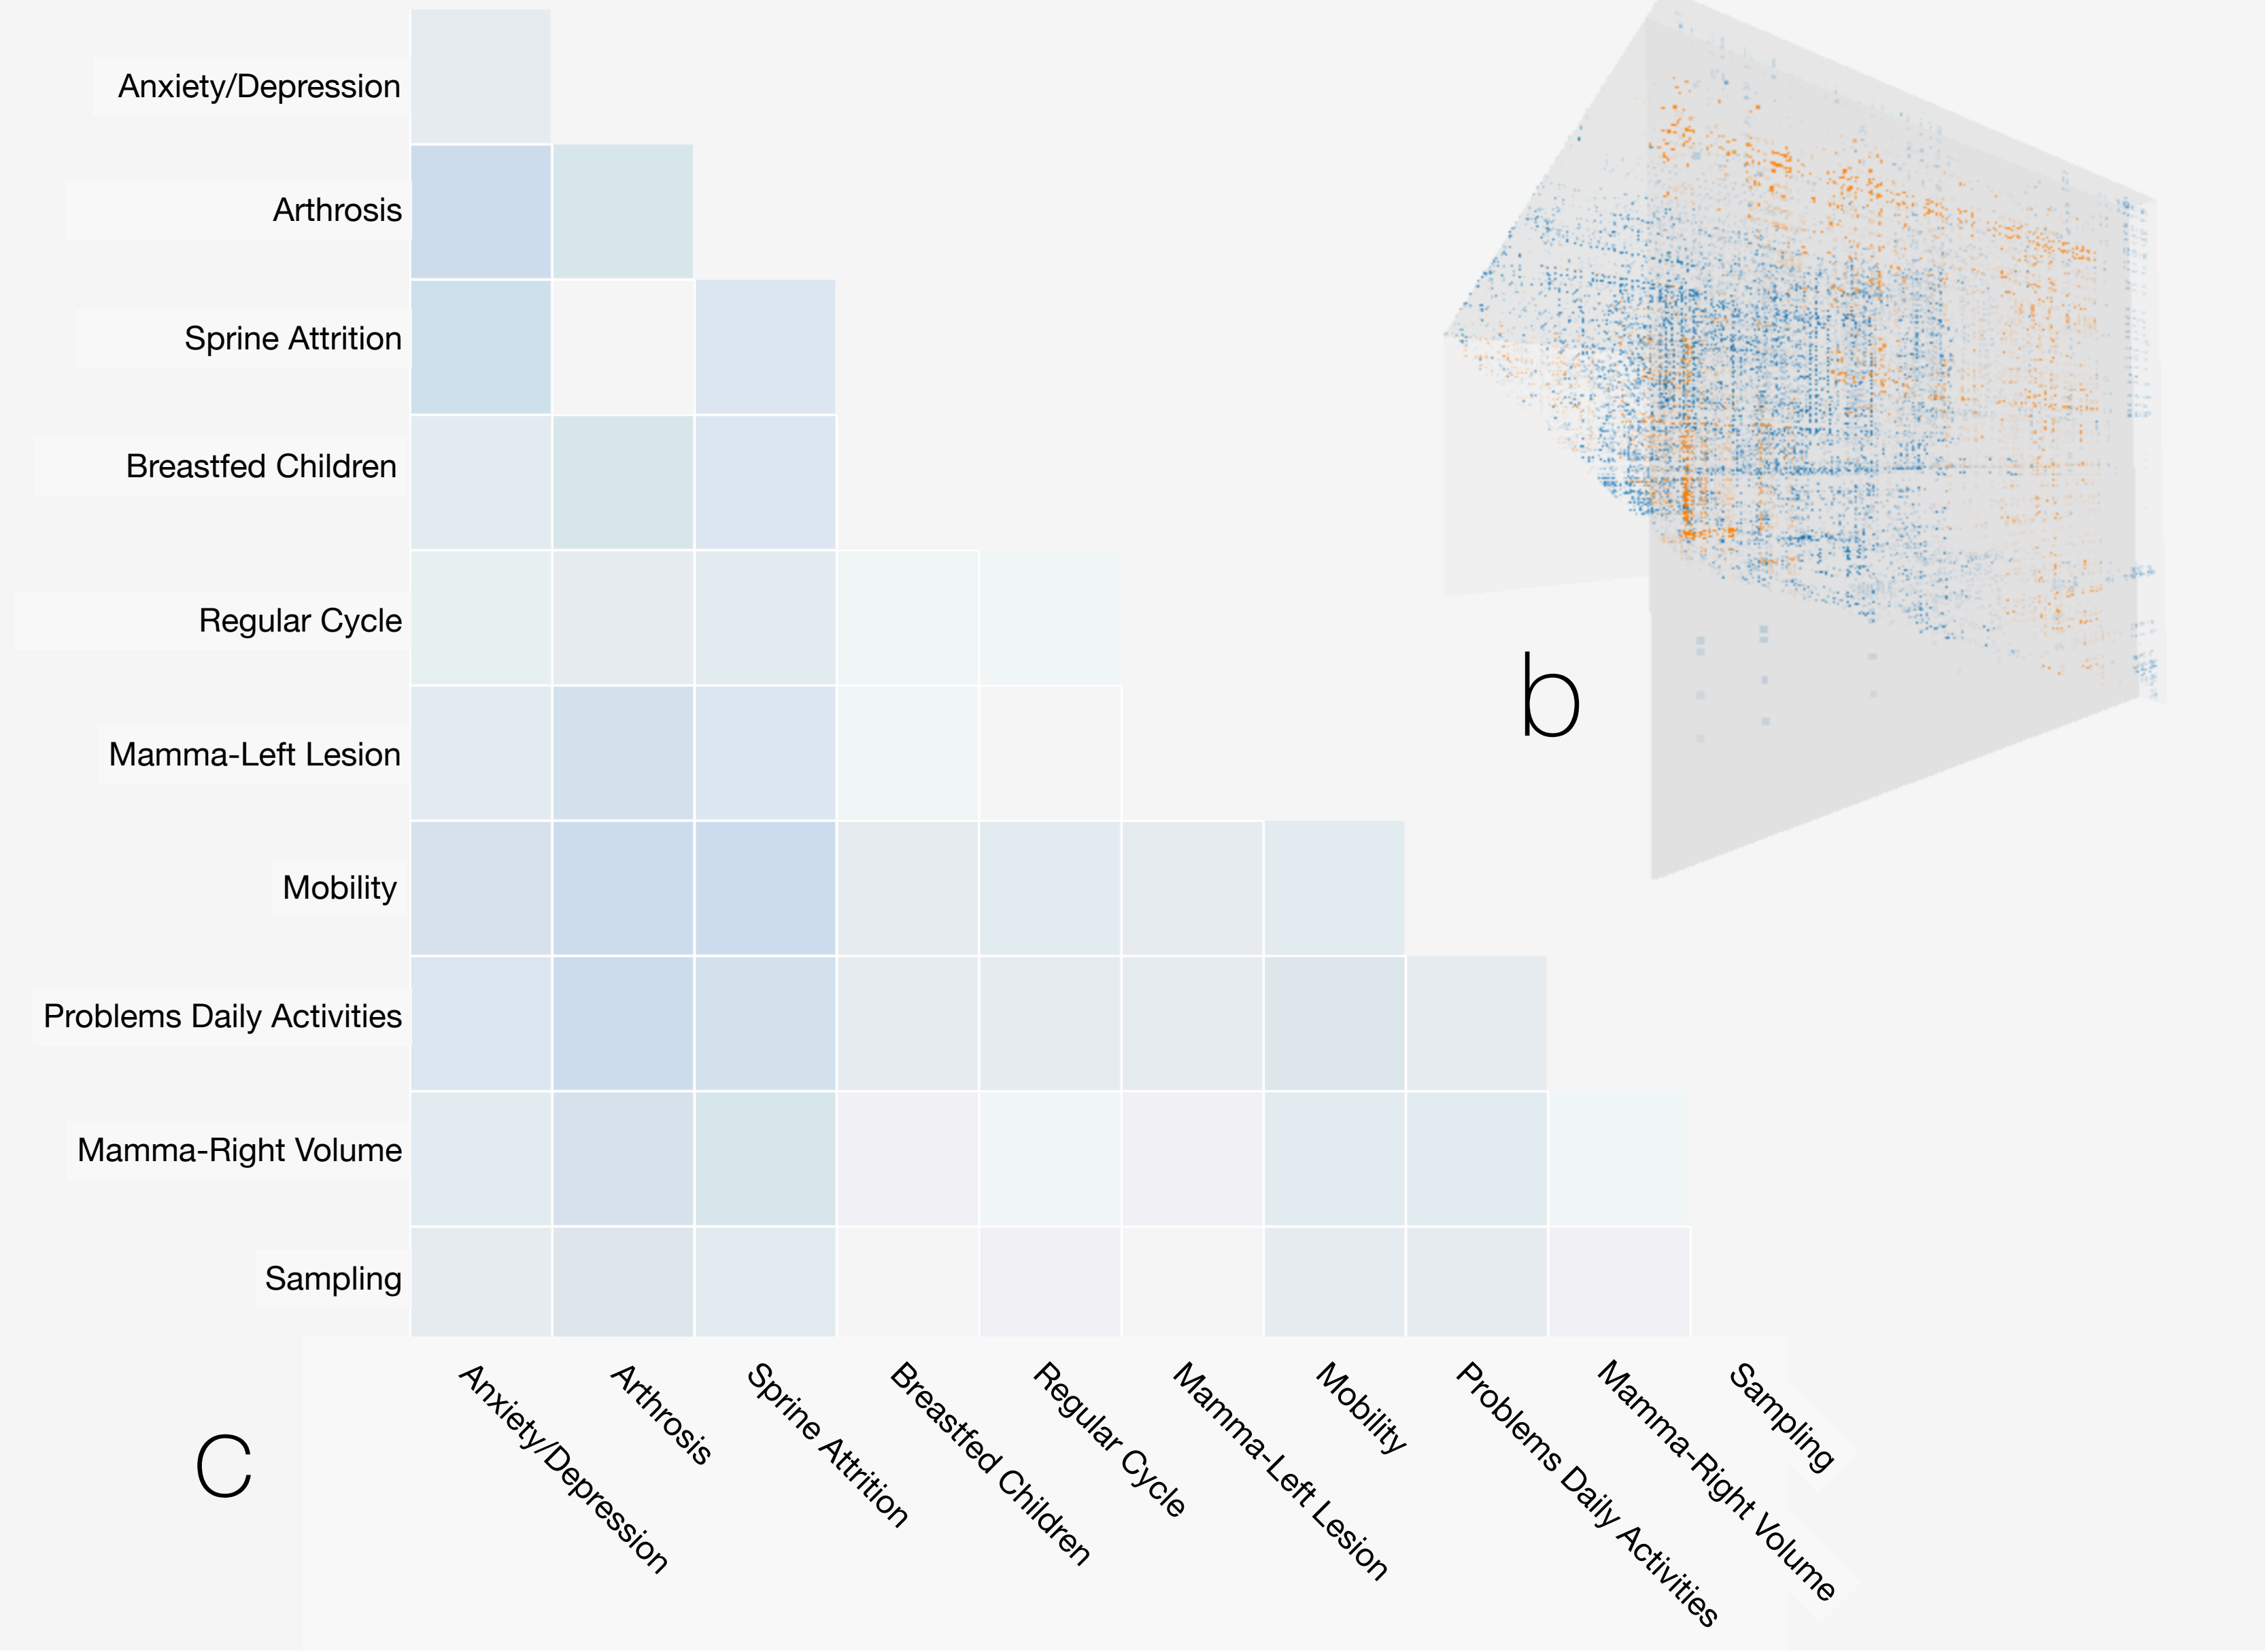 Anxiety/Depression
Arthrosis
Sprine Attrition
Breastfed Children
Regular Cycle
Mamma-Left Lesion
Mobility
Problems Daily Activities
Mamma-Right Volume
Sampling
b
c
Anxiety/Depression
Arthrosis
Sprine Attrition
Breastfed Children
Regular Cycle
Mamma-Left Lesion
Mobility
Problems Daily Activities
Mamma-Right Volume
Sampling